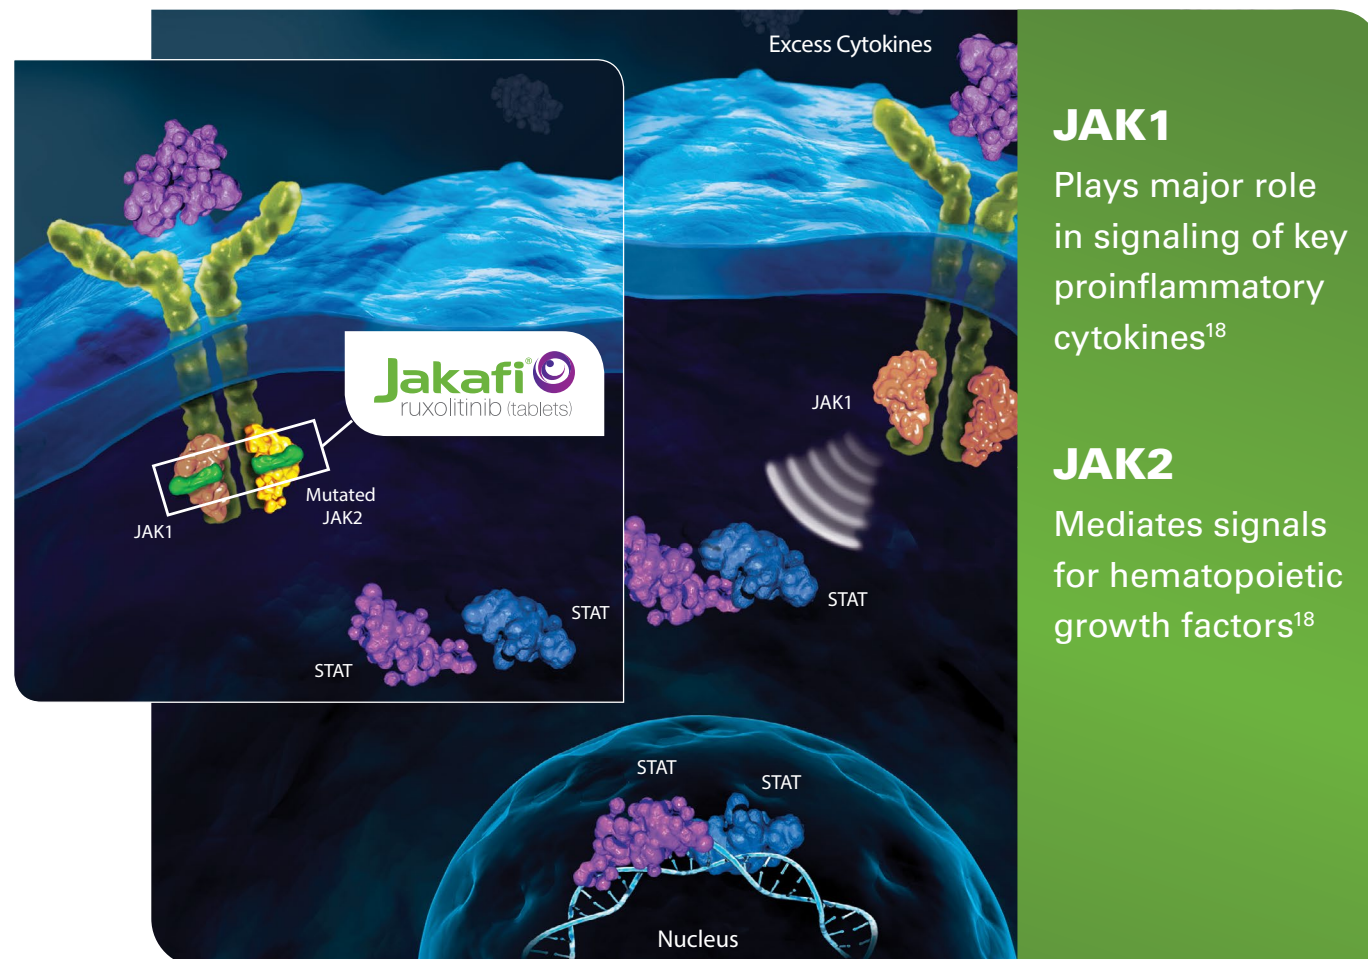 Excess Cytokines
Jakafi®
ruxolitinib (tablets)
JAK1
Mutated
JAK2
STAT
STAT
JAK1
STAT
STAT
STAT
Nucleus
JAK1
Plays major role
in signaling of key
proinflammatory
cytokines18
JAK2
Mediates signals
for hematopoietic
growth factors18